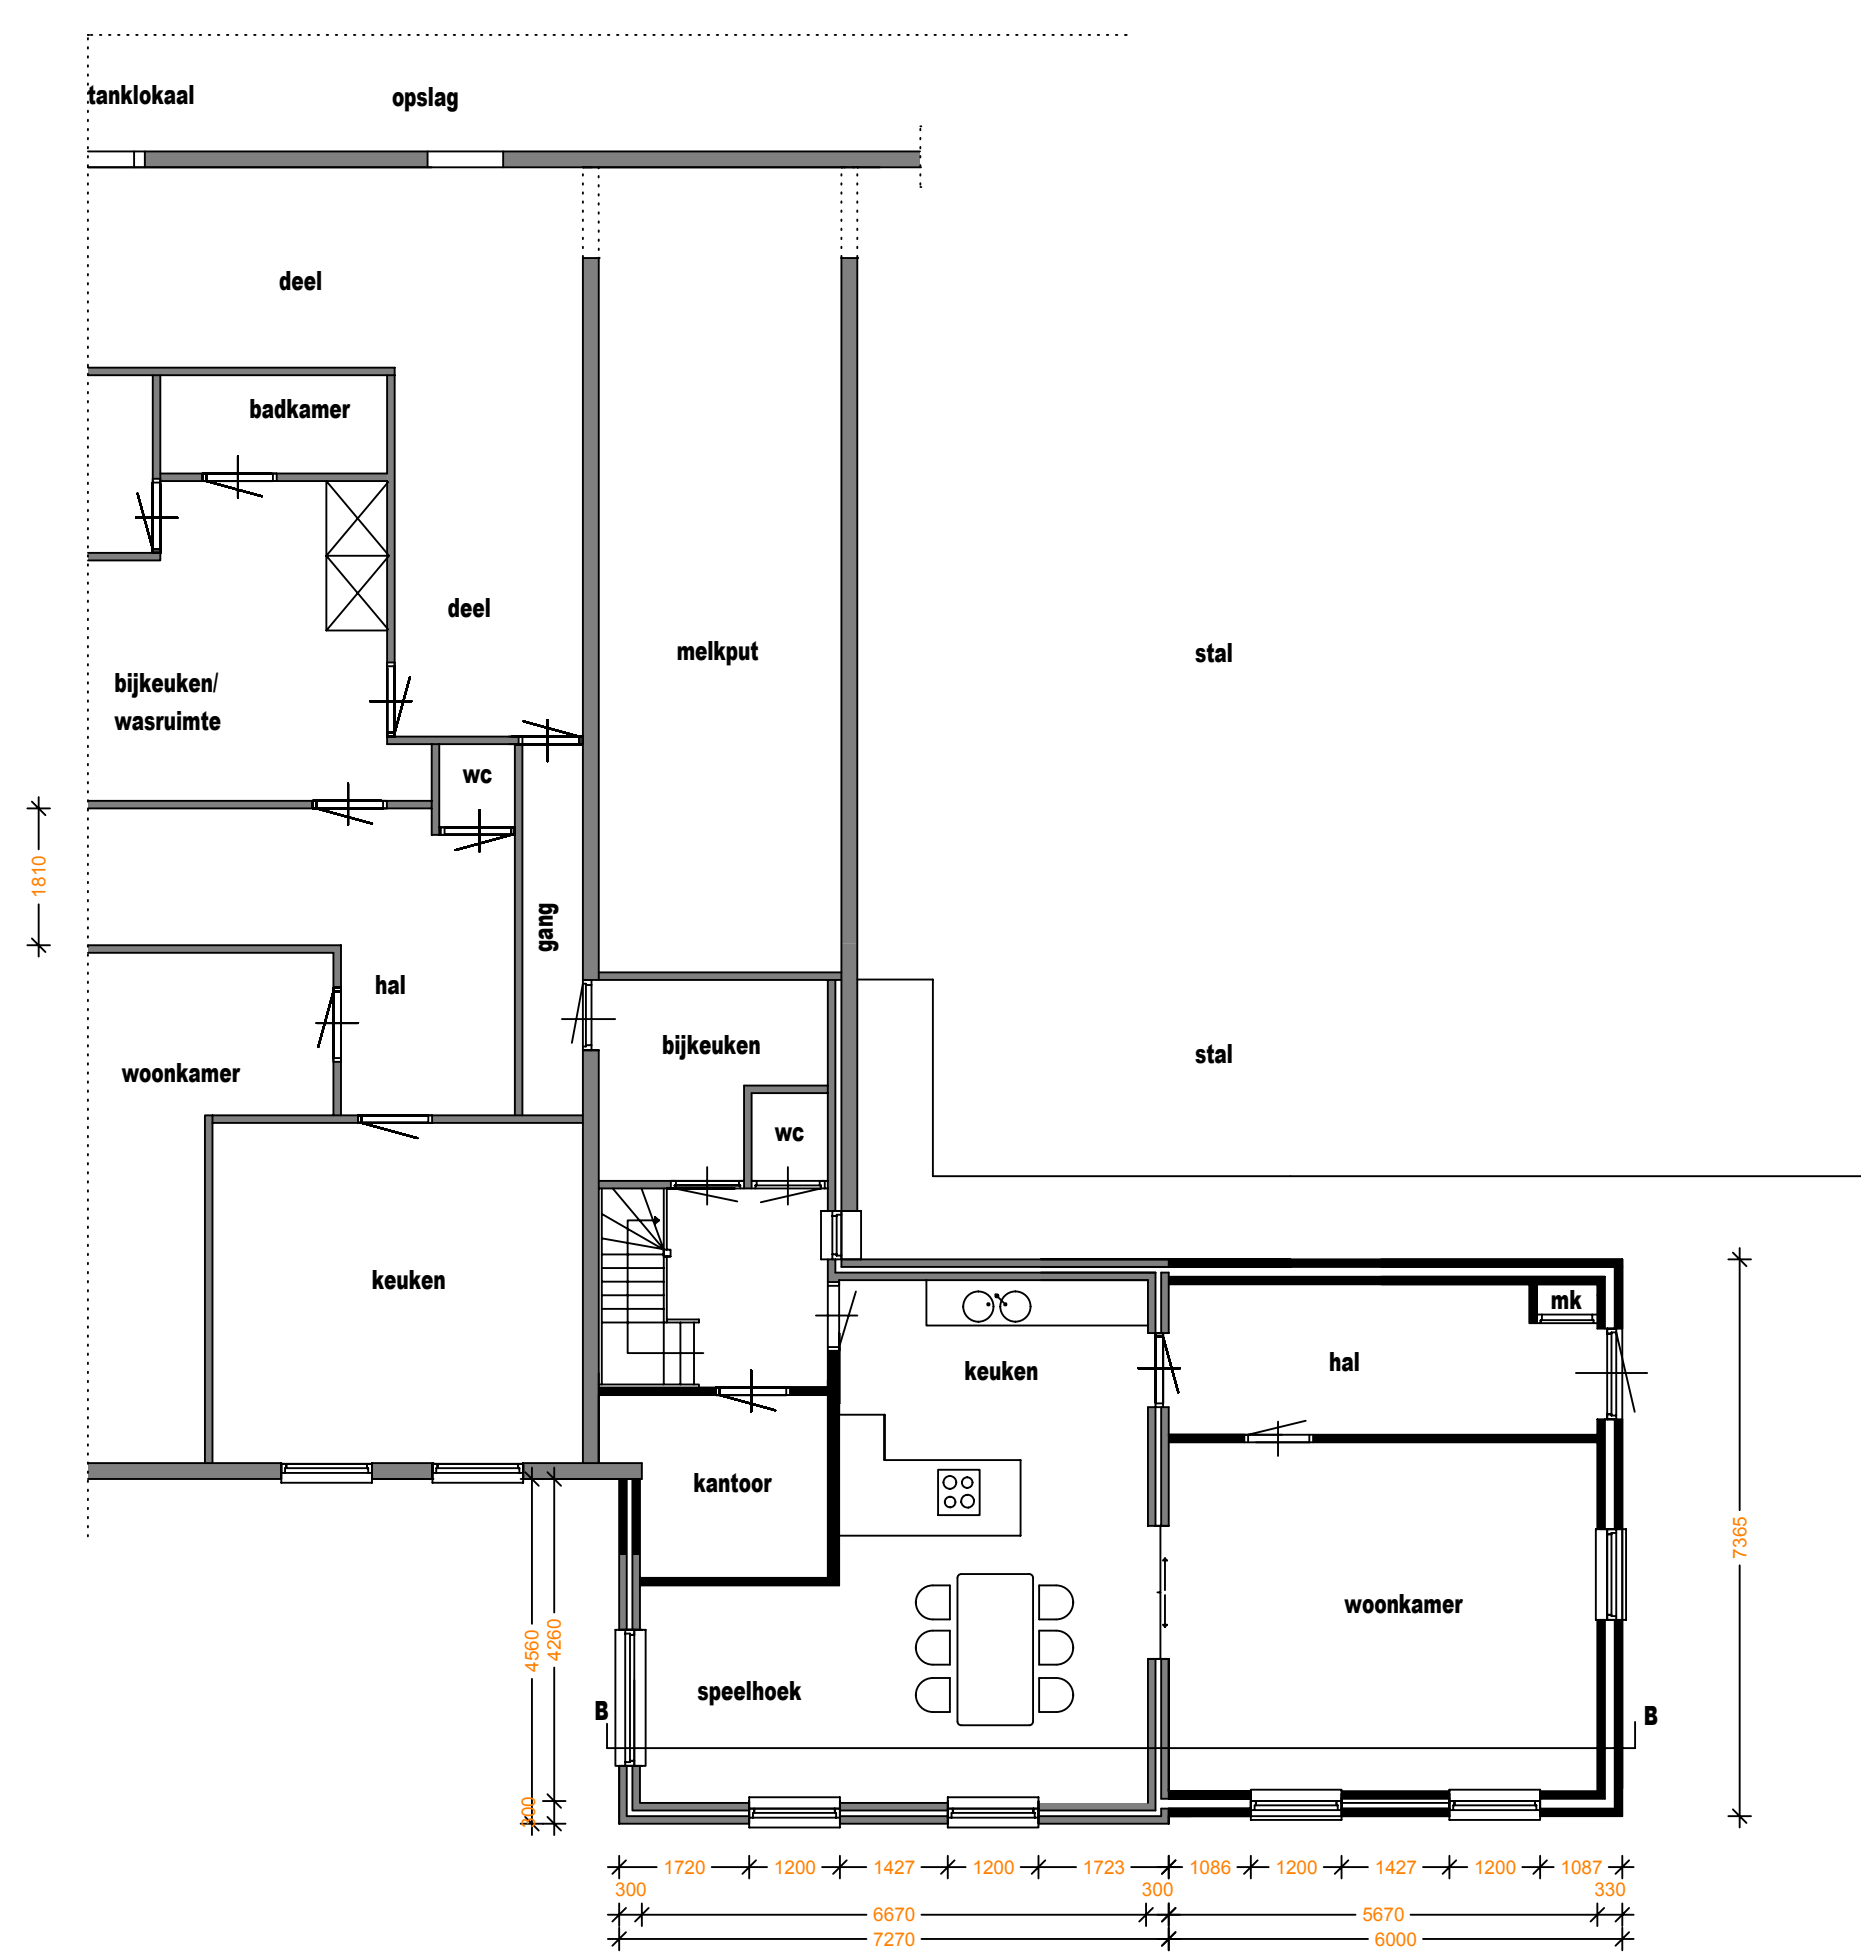 tanklokaal
opslag
deel
badkamer
deel
melkput
stal
bijkeuken/
wasruimte
wc
1810
gang
hal
bijkeuken
stal
woonkamer
wc
keuken
mk
hal
keuken
kantoor
7365
woonkamer
4560
4260
speelhoek
B
B
300
1720
1200
1427
1200
1723
1086
1200
1427
1200
1087
300
300
330
6670
5670
7270
6000